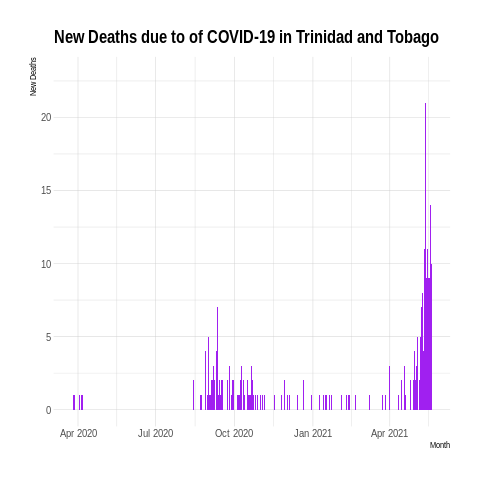 New Deaths due to of COVID-19 in Trinidad and Tobago
New Deaths
20
15
10
5
0
Apr 2020 Jul 2020 Oct 2020 Jan 2021 Apr 2021
Month